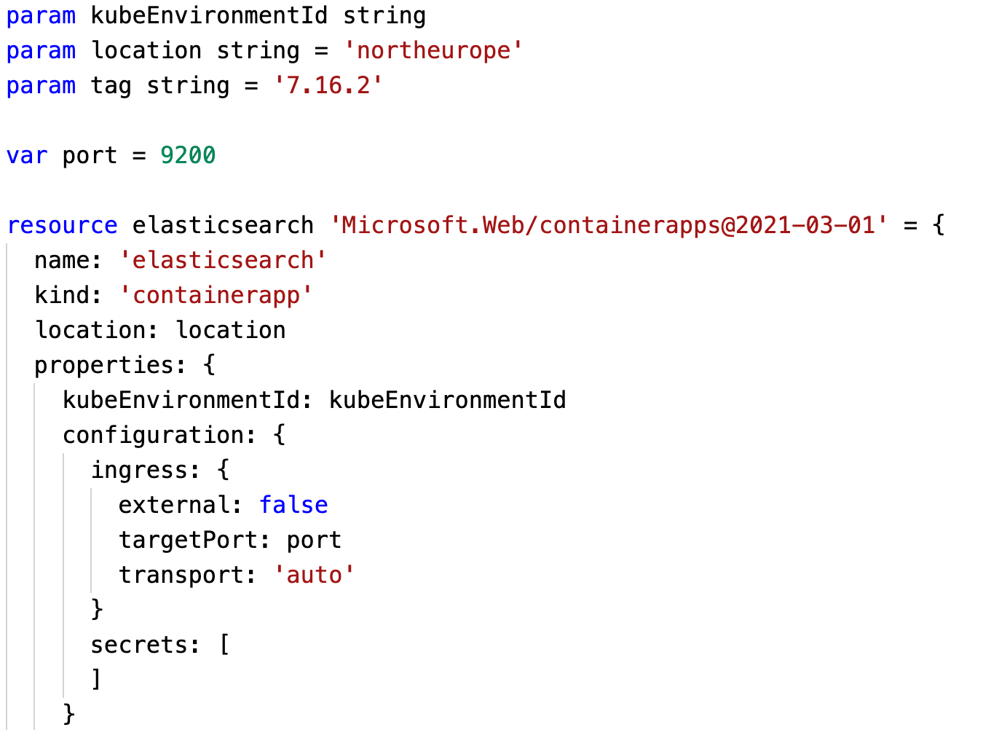 param kubeEnvironmentId string
param location string = 'northeurope'
param tag string = '7.16.2'

var port = 9200

resource elasticsearch 'Microsoft.Web/containerapps@2021-03-01' = {
  name: 'elasticsearch'
  kind: 'containerapp'
  location: location
  properties: {
    kubeEnvironmentId: kubeEnvironmentId
    configuration: {
      ingress: {
        external: false
        targetPort: port
        transport: 'auto'
      }
      secrets: [
      ]
    }